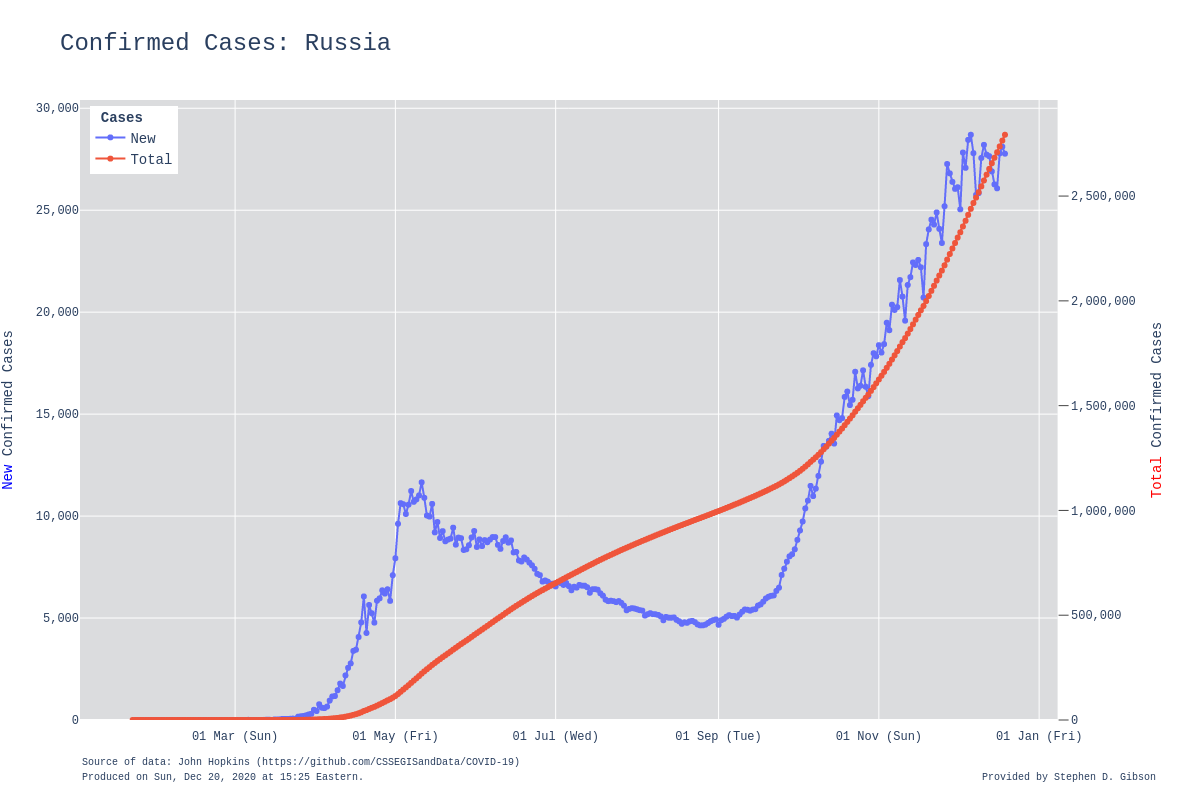 Confirmed Cases: Russia
Cases
New
Total
30,000
25,000
20,000
15,000
10,000
5,000
0
New Confirmed Cases
2,500,000
2,000,000
1,500,000
1,000,000
500,000
0
Total Confirmed Cases
01 Mar (Sun)
01 May (Fri)
01 Jul (Wed)
01 Sep (Tue)
01 Nov (Sun)
01 Jan (Fri)
Source of data: John Hopkins (https://github.com/CSSEGISandData/COVID-19)
Produced on Sun, Dec 20, 2020 at 15:25 Eastern.
Provided by Stephen D. Gibson